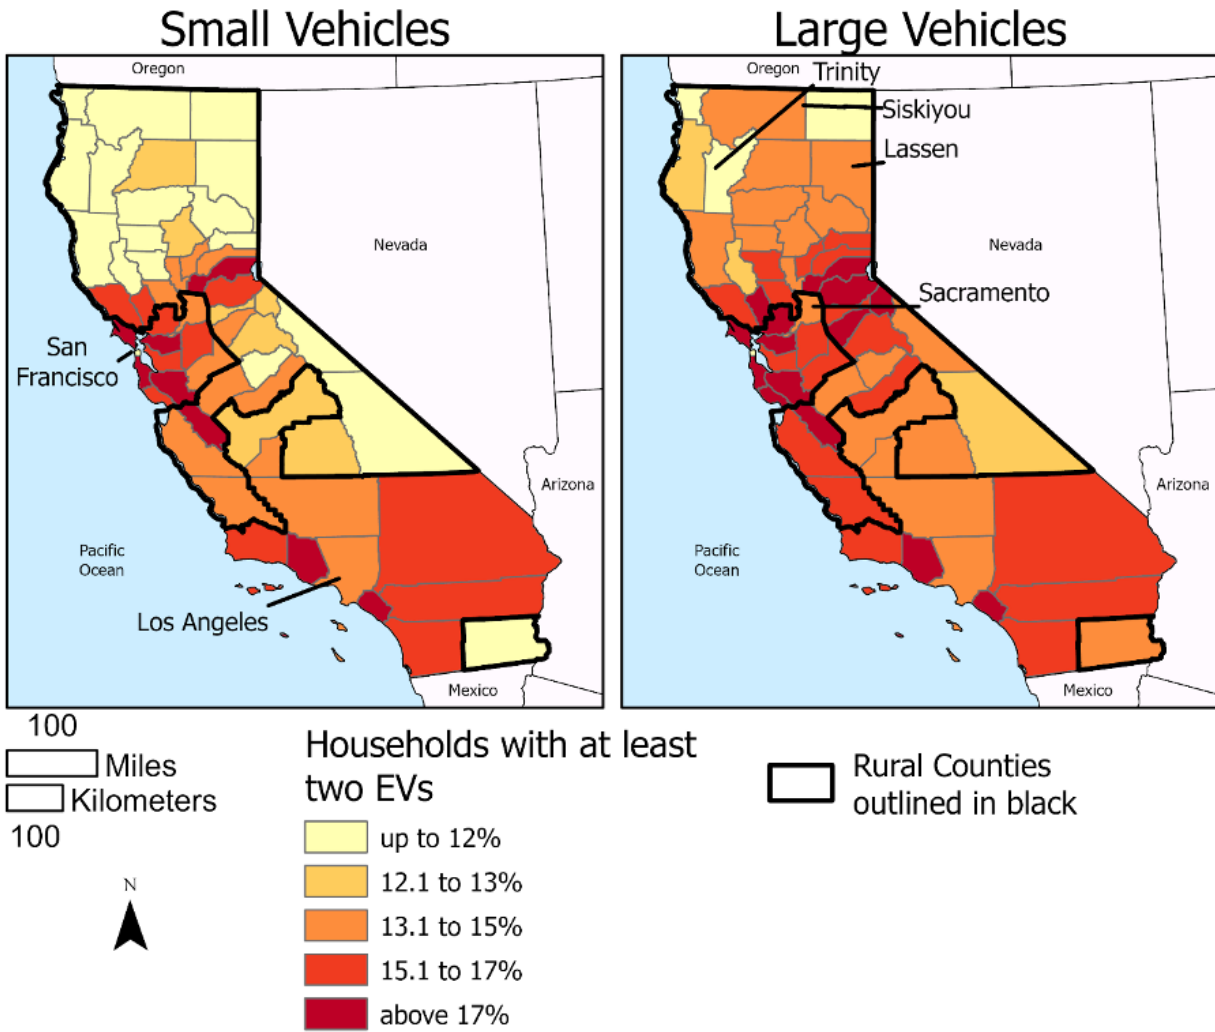 Small Vehicles
Large Vehicles
Oregon
Nevada
San
Francisco
Pacific
Ocean
Los Angeles
Arizona
Mexico
Oregon
Trinity
Siskiyou
Lassen
Nevada
Sacramento
Pacific
Ocean
Arizona
Mexico
100
Miles
Kilometers
100
N
Households with at least
two EVs
up to 12%
12.1 to 13%
13.1 to 15%
15.1 to 17%
above 17%
Rural Counties
outlined in black